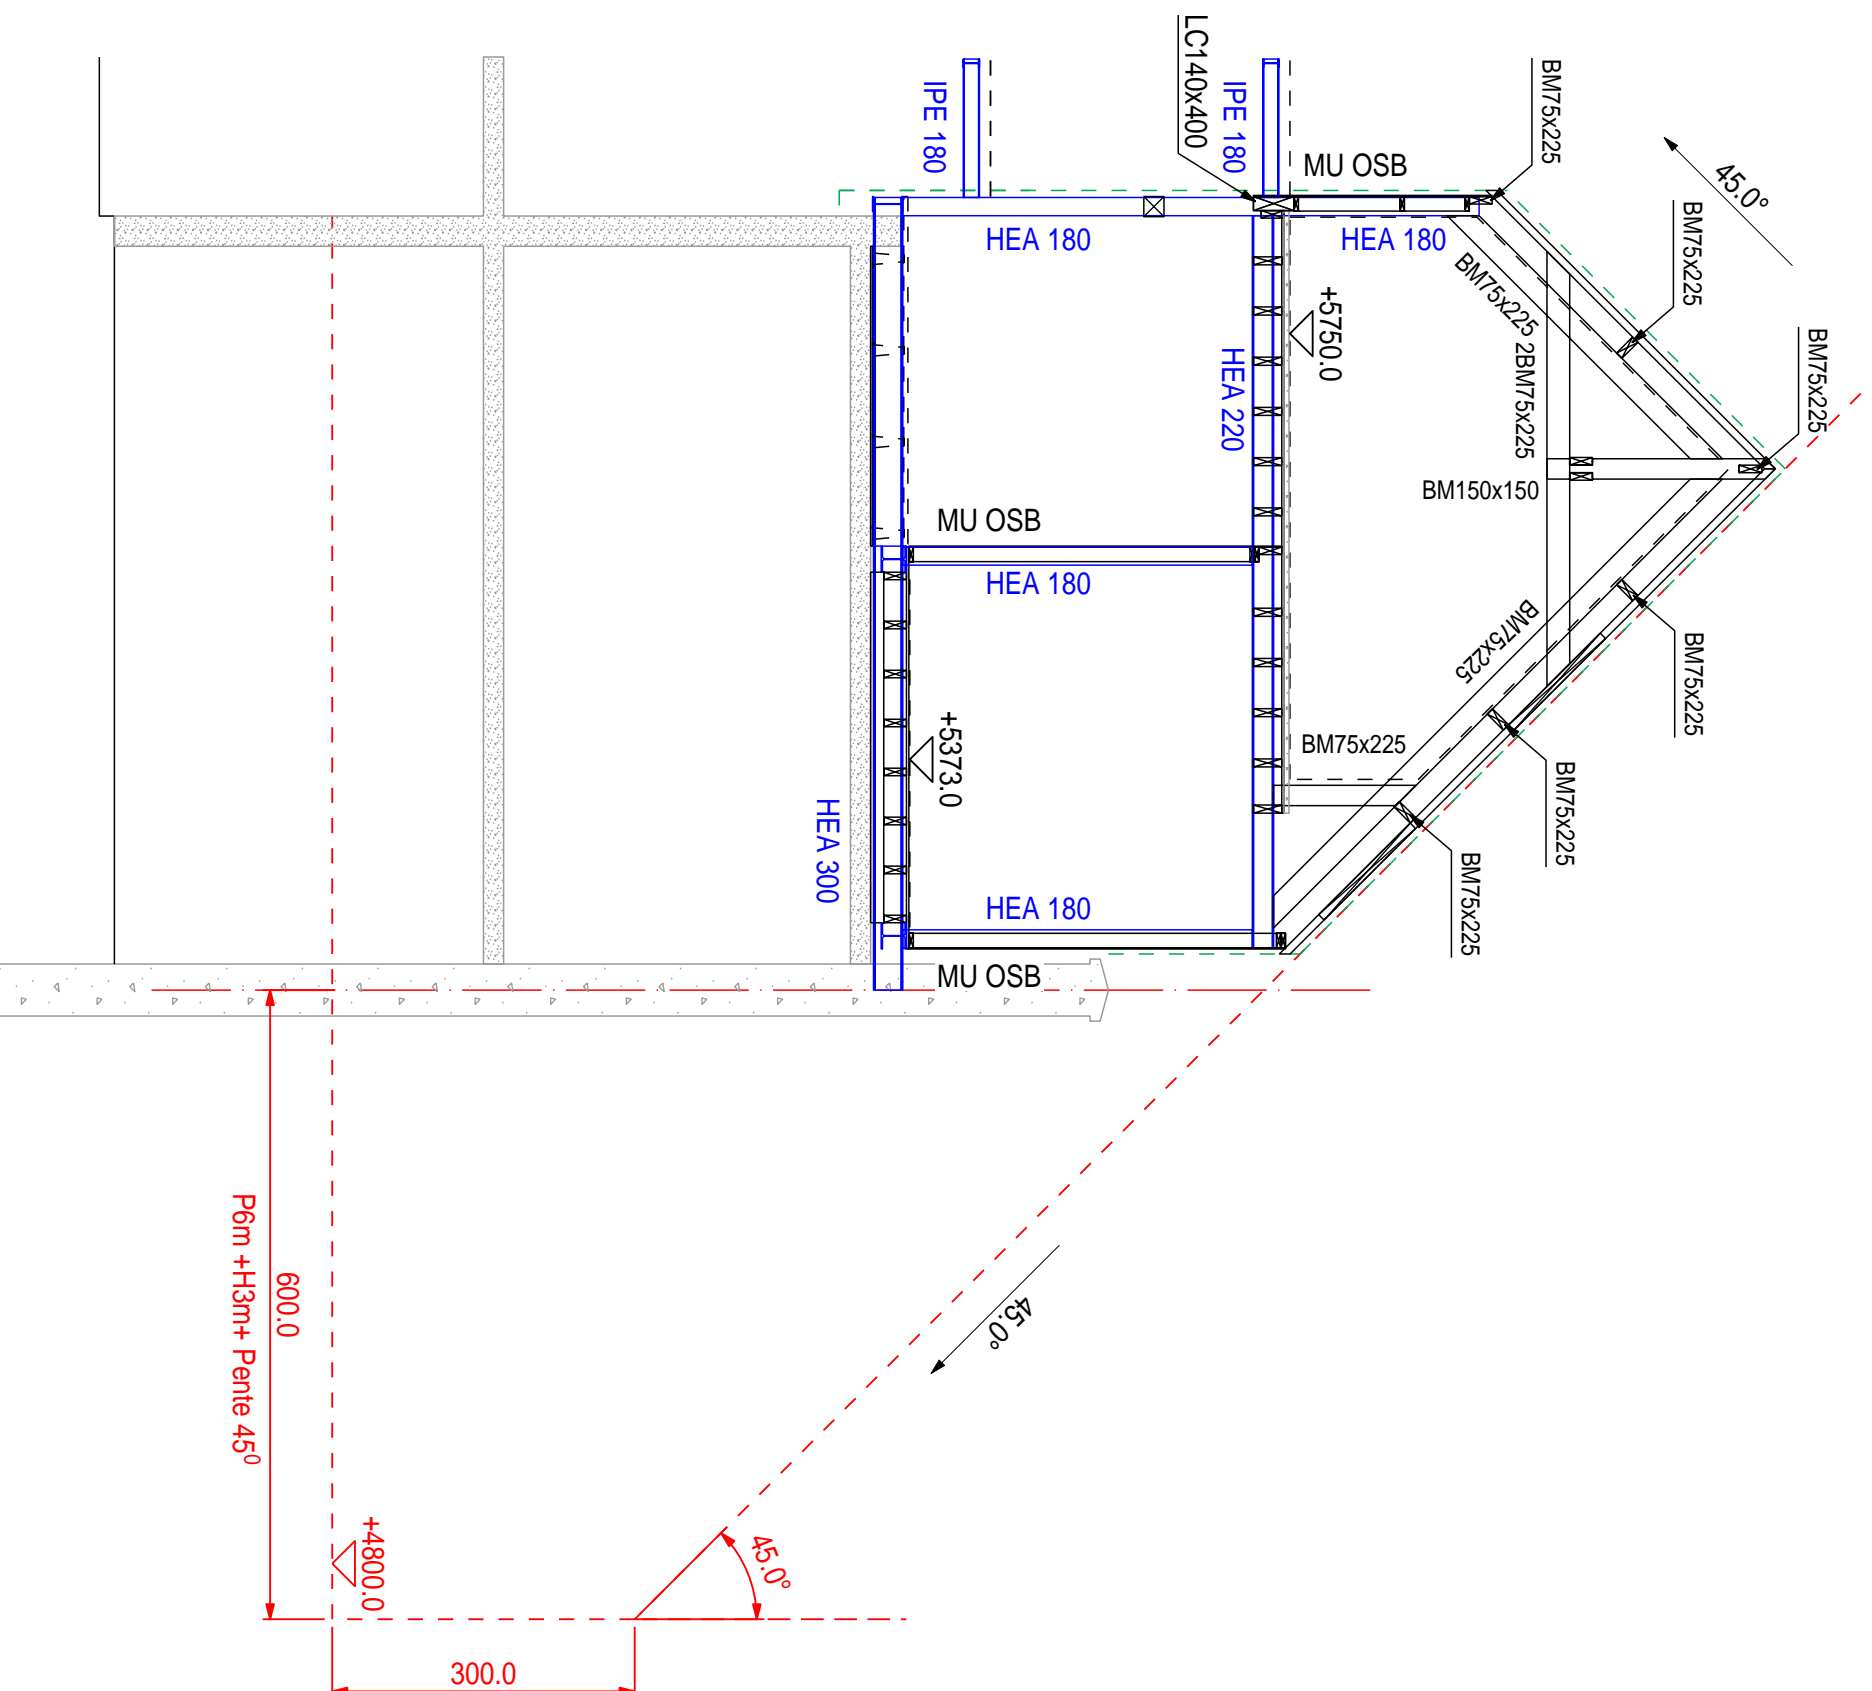 LC140x400
BM75x225
IPE 180
IPE 180
MU OSB
45.0°
BM75x225
HEA 180
HEA 180
BM75x225
+5750.0
BM75x225
2BM75x225
HEA 220
BM150x150
MU OSB
HEA 180
BM75x225
BM75x225
+5373.0
BM75x225
BM75x225
HEA 300
BM75x225
HEA 180
MU OSB
45.0°
600.0
P6m +H3m+ Pente 45⁰
+4800.0
45.0°
300.0